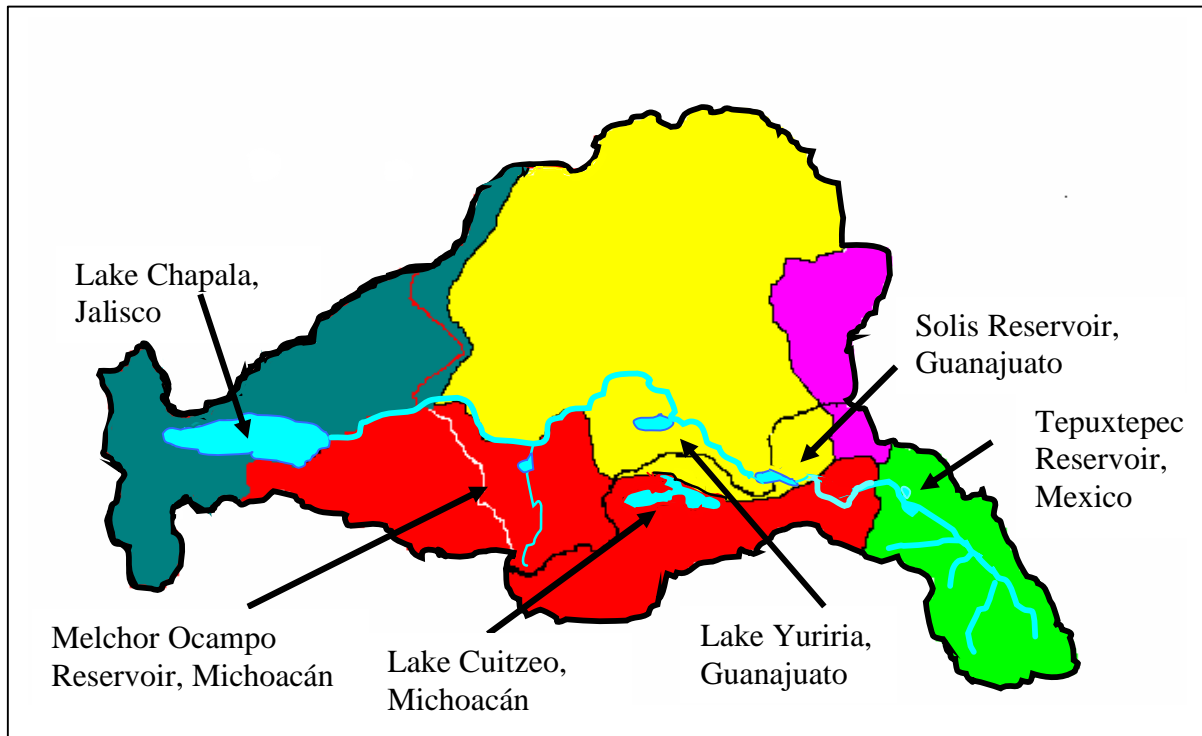 Lake Chapala,
Jalisco
Solis Reservoir,
Guanajuato
Tepuxtepec
Reservoir,
Mexico
Melchor Ocampo
Reservoir, Michoacán
Lake Cuitzeo,
Michoacán
Lake Yuriria,
Guanajuato